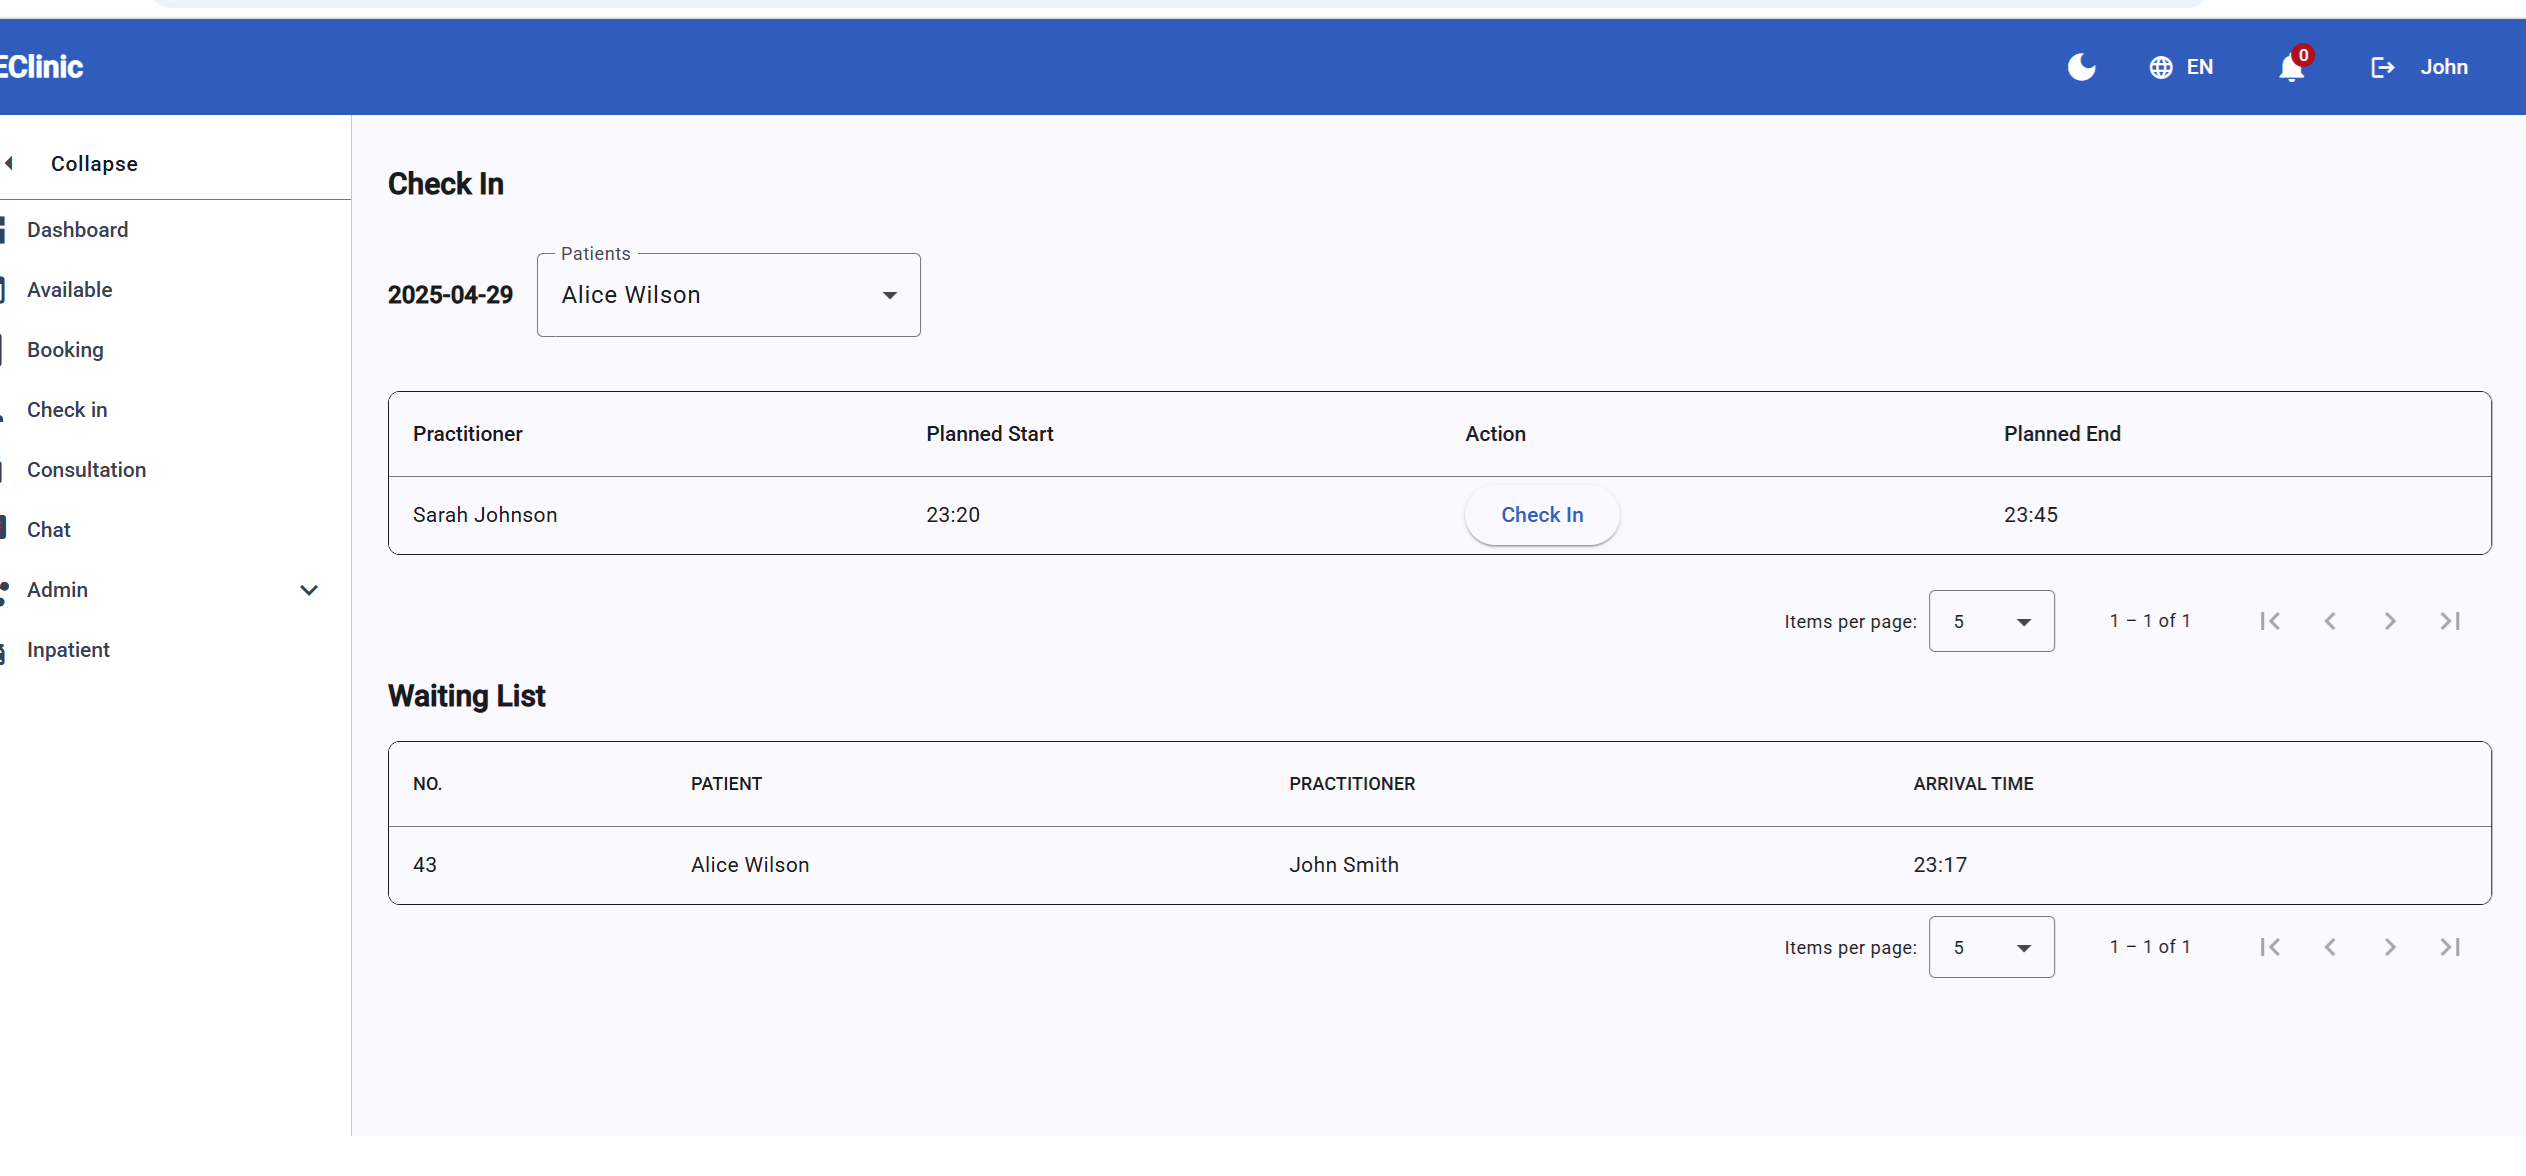 EClinic
EN
0
John
Collapse
Dashboard
Available
Booking
Check in
Consultation
Chat
Admin
Inpatient
Check In
2025-04-29
Patients
Alice Wilson
Practitioner Planned Start Action Planned End
Sarah Johnson 23:20 Check In 23:45
Items per page: 5 1 – 1 of 1
Waiting List
NO. PATIENT PRACTITIONER ARRIVAL TIME
43 Alice Wilson John Smith 23:17
Items per page: 5 1 – 1 of 1